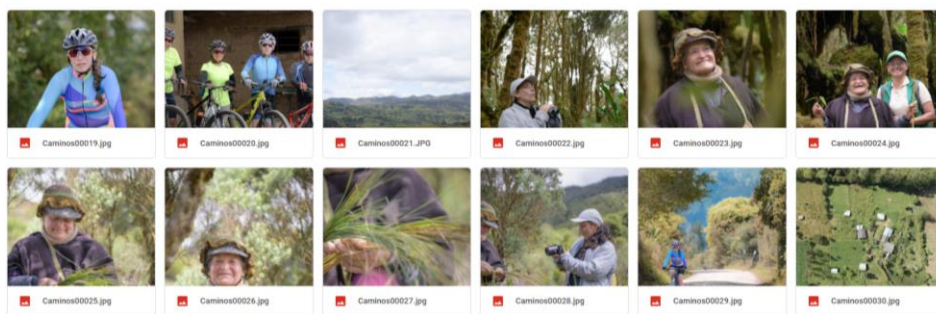 Caminos00019.jpg
Caminos00020.jpg
Caminos00021.JPG
Caminos00022.jpg
Caminos00023.jpg
Caminos00024.jpg
Caminos00025.jpg
Caminos00026.jpg
Caminos00027.jpg
Caminos00028.jpg
Caminos00029.jpg
Caminos00030.jpg